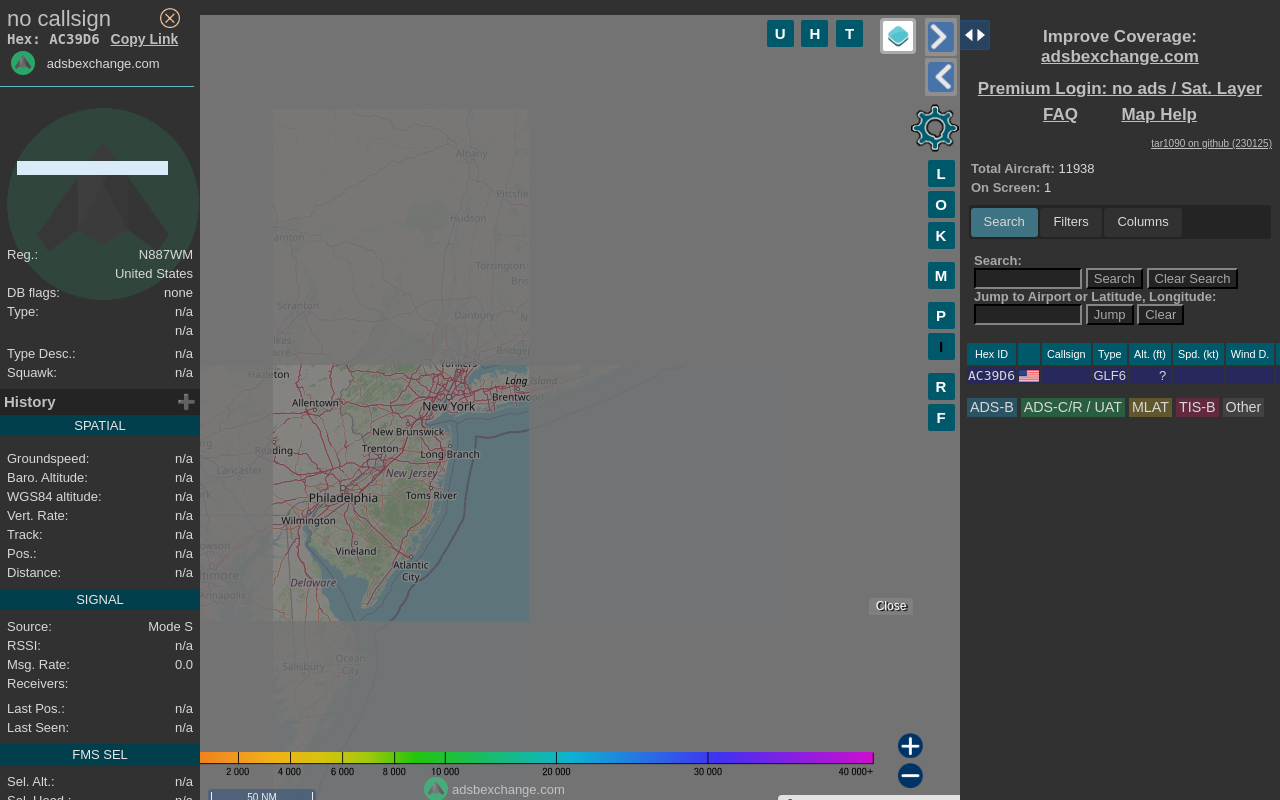 no callsign
Hex: AC39D6 Copy Link
adsbexchange.com
Reg.: N887WM
United States
DB flags: none
Type: n/a
n/a
Type Desc.: n/a
Squawk: n/a
History
SPATIAL
Groundspeed: n/a
Baro. Altitude: n/a
WGS84 altitude: n/a
Vert. Rate: n/a
Track: n/a
Pos.: n/a
Distance: n/a
SIGNAL
Source: Mode S
RSSI: n/a
Msg. Rate: 0.0
Receivers:
Last Pos.: n/a
Last Seen: n/a
FMS SEL
Sel. Alt.: n/a
U H T
L
O
K
M
P
I
R
F
Albany
Hudson
Torrington
Scranton
Danbury
Hazleton
Long Island
Allentown
Brentwood
New York
New Brunswick
Reading
Trenton
Long Branch
Lancaster
New Jersey
Philadelphia
Toms River
Wilmington
Vineland
Atlantic
City
Delaware
Annapolis
Salisbury
Ocean
City
Close
2 000 4 000 6 000 8 000 10 000 20 000 30 000 40 000+
adsbexchange.com
50 NM
Improve Coverage:
adsbexchange.com
Premium Login: no ads / Sat. Layer
FAQ Map Help
tar1090 on github (230125)
Total Aircraft: 11938
On Screen: 1
Search Filters Columns
Search:
Search Clear Search
Jump to Airport or Latitude, Longitude:
Jump Clear
Hex ID Callsign Type Alt. (ft) Spd. (kt) Wind D.
AC39D6 GLF6 ?
ADS-B ADS-C/R / UAT MLAT TIS-B Other